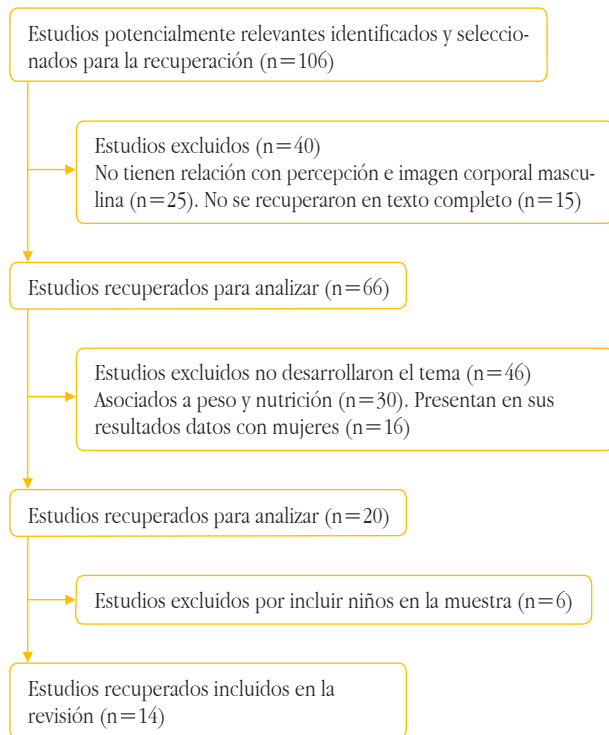 Estudios potencialmente relevantes identificados y seleccio-
nados para la recuperación (n=106)
Estudios excluidos (n=40)
No tienen relación con percepción e imagen corporal mascu-
lina (n=25). No se recuperaron en texto completo (n=15)
Estudios recuperados para analizar (n=66)
Estudios excluidos no desarrollaron el tema (n=46)
Asociados a peso y nutrición (n=30). Presentan en sus
resultados datos con mujeres (n=16)
Estudios recuperados para analizar (n=20)
Estudios excluidos por incluir niños en la muestra (n=6)
Estudios recuperados incluidos en la
revisión (n=14)